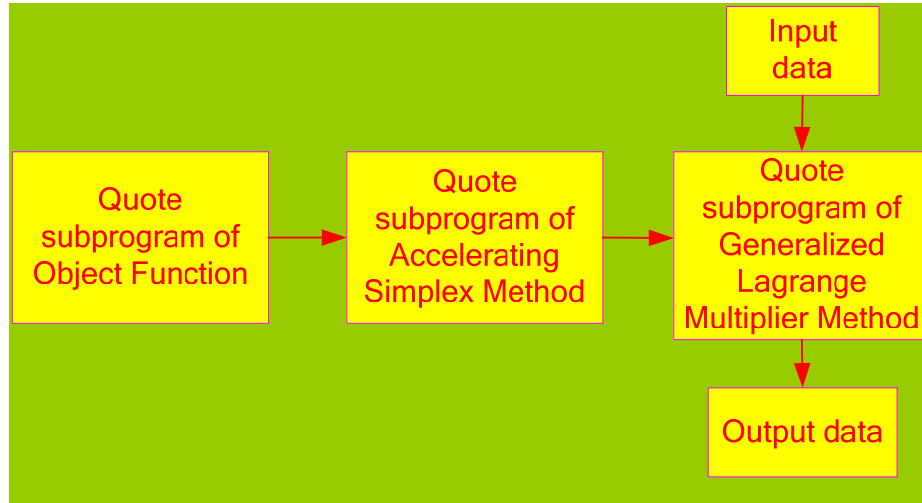 Input
data
Quote
subprogram of
Object Function
Quote
subprogram of
Accelerating
Simplex Method
Quote
subprogram of
Generalized
Lagrange
Multiplier Method
Output data